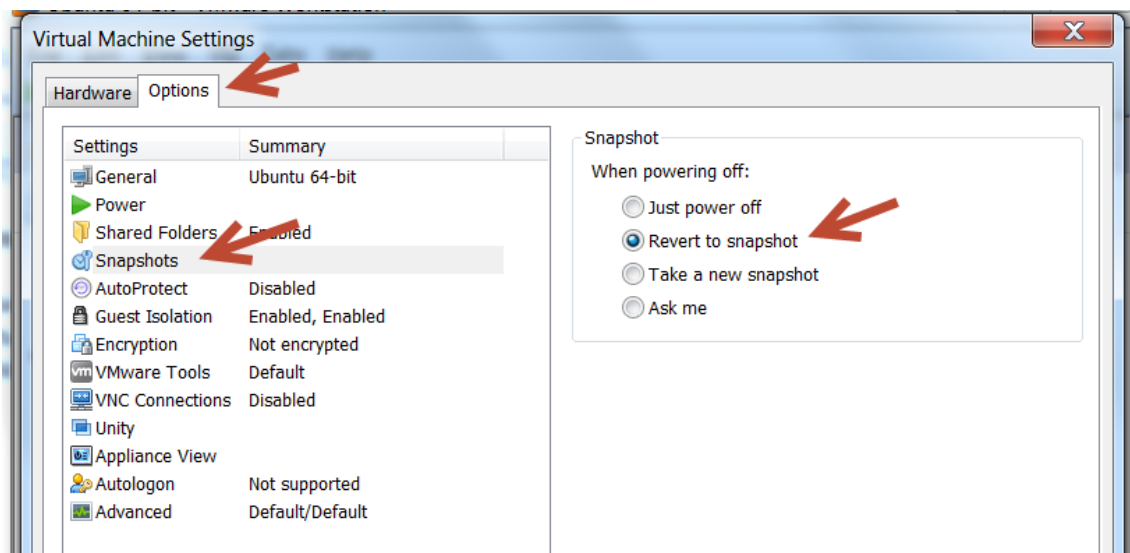 Virtual Machine Settings
X
Hardware Options
Settings Summary
General Ubuntu 64-bit
Power
Shared Folders Enabled
Snapshots
AutoProtect Disabled
Guest Isolation Enabled, Enabled
Encryption Not encrypted
vm VMware Tools Default
VNC Connections Disabled
Unity
Appliance View
Autologon Not supported
Advanced Default/Default
Snapshot
When powering off:
Just power off
Revert to snapshot
Take a new snapshot
Ask me